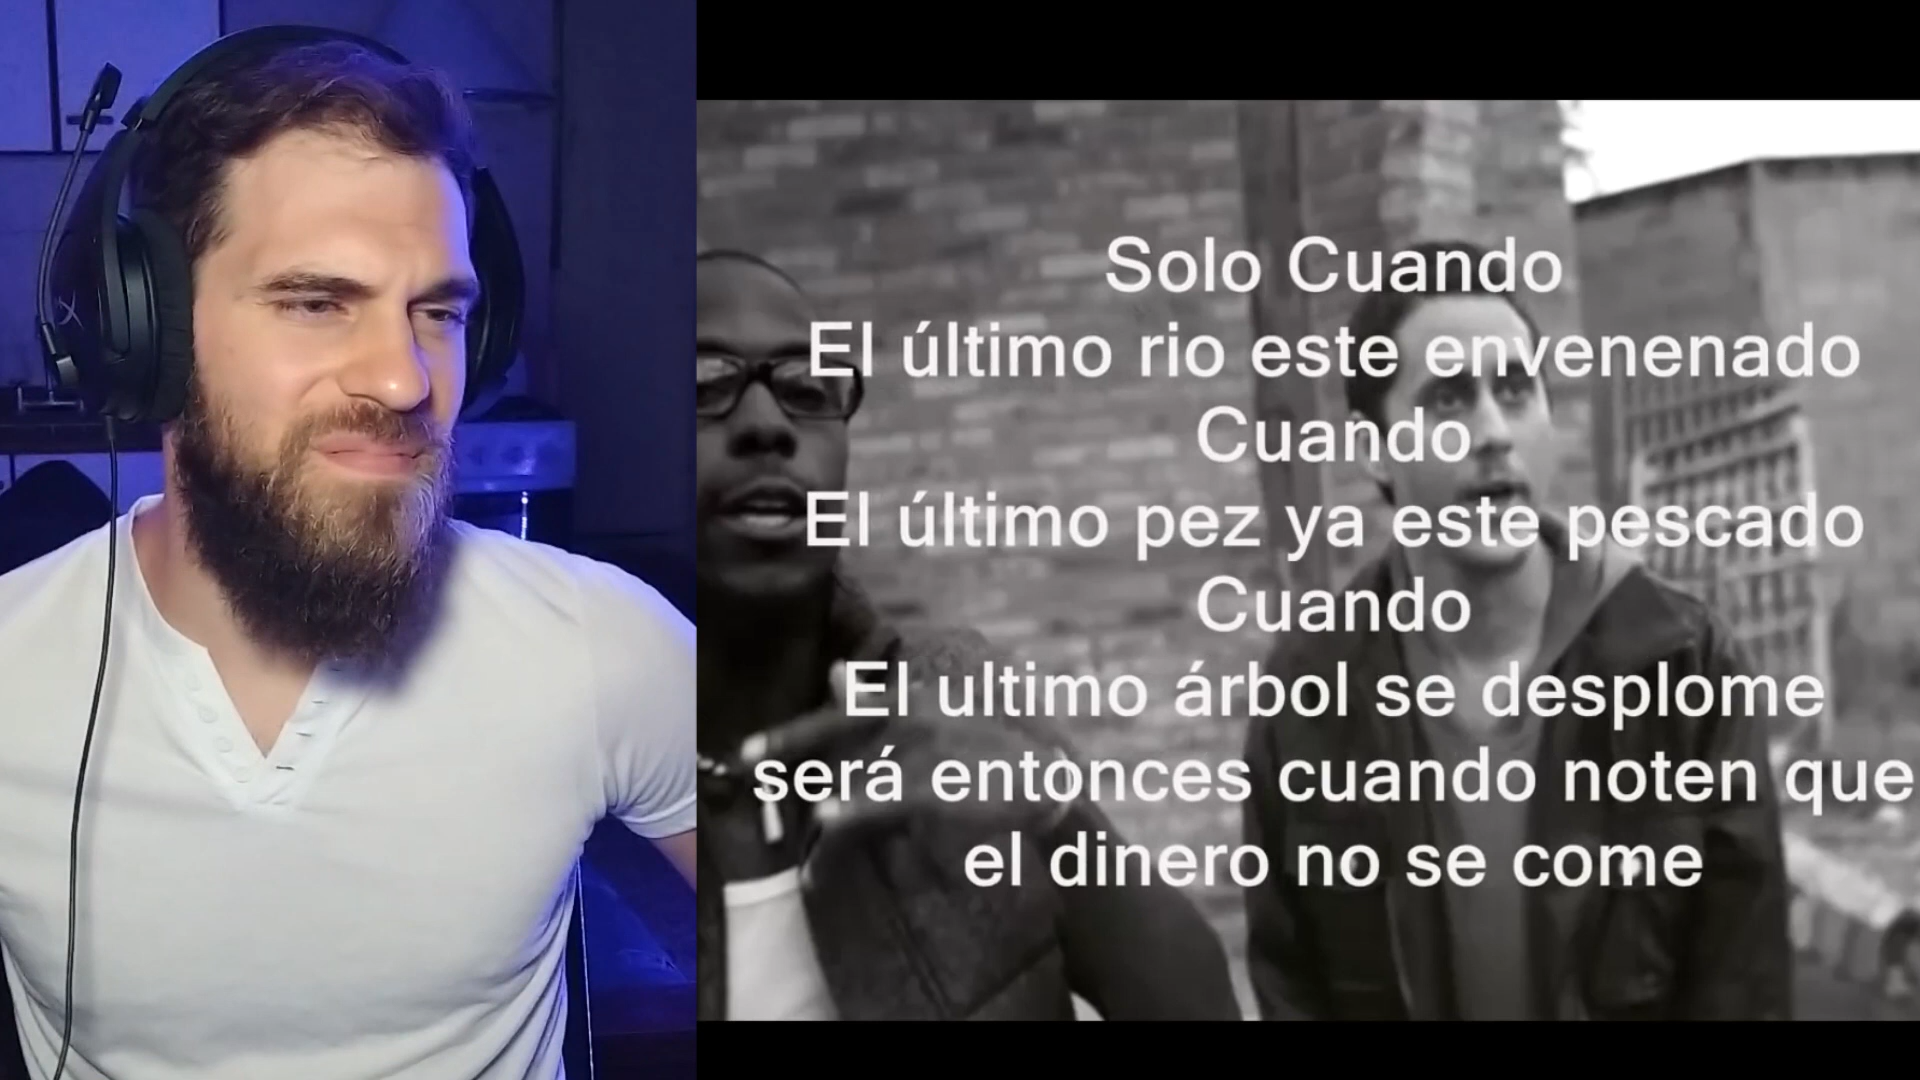 Solo Cuando
El último rio este envenenado
Cuando
El último pez ya este pescado
Cuando
El ultimo árbol se desplome
será entonces cuando noten que
el dinero no se come